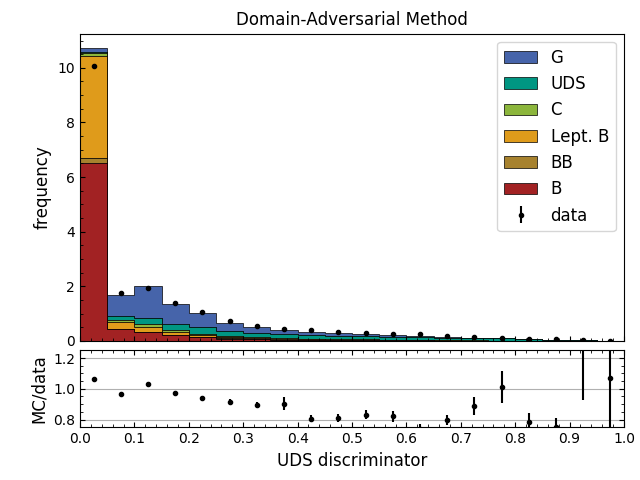 Domain-Adversarial Method
frequency
10
8
6
4
2
0
G
UDS
C
Lept. B
BB
B
data
MC/data
1.2
1.0
0.8
0.0 0.1 0.2 0.3 0.4 0.5 0.6 0.7 0.8 0.9 1.0
UDS discriminator